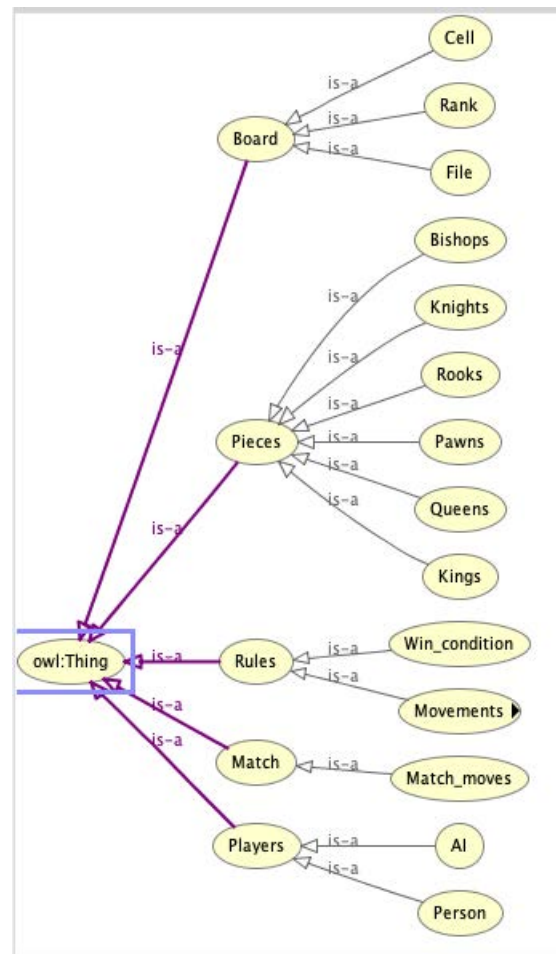 Cell
is-a
Rank
is-a
Board
is-a
File
Bishops
is-a
Knights
is-a
is-a
Rooks
is-a
Pieces
is-a
Pawns
is-a
Queens
is-a
is-a
Kings
owl:Thing
is-a
Rules
is-a
Win_condition
is-a
Movements
is-a
Match
is-a
Match_moves
is-a
Players
is-a
AI
is-a
Person